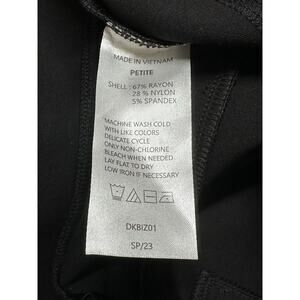 MADE IN VIETNAM
PETITE
SHELL : 67% RAYON
28 % NYLON
5% SPANDEX
MACHINE WASH COLD
WITH LIKE COLORS
DELICATE CYCLE
ONLY NON-CHLORINE
BLEACH WHEN NEEDED
LAY FLAT TO DRY
LOW IRON IF NECESSARY
DKBIZ01
SP/23